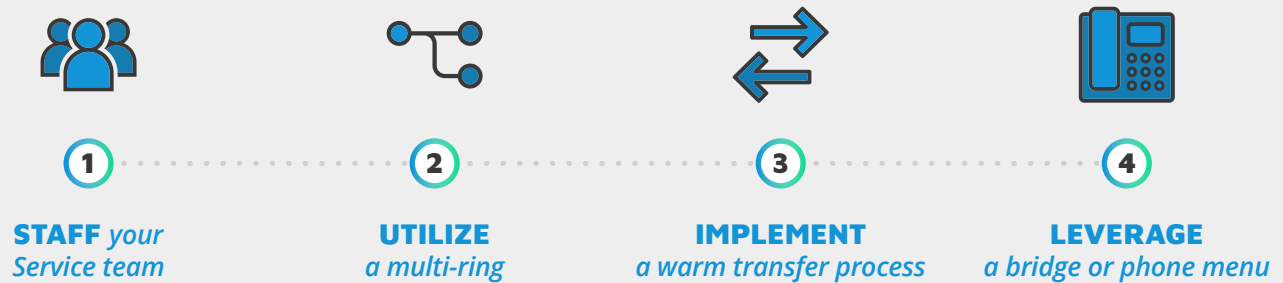 1
2
3
4
STAFF your
Service team
UTILIZE
a multi-ring
IMPLEMENT
a warm transfer process
LEVERAGE
a bridge or phone menu